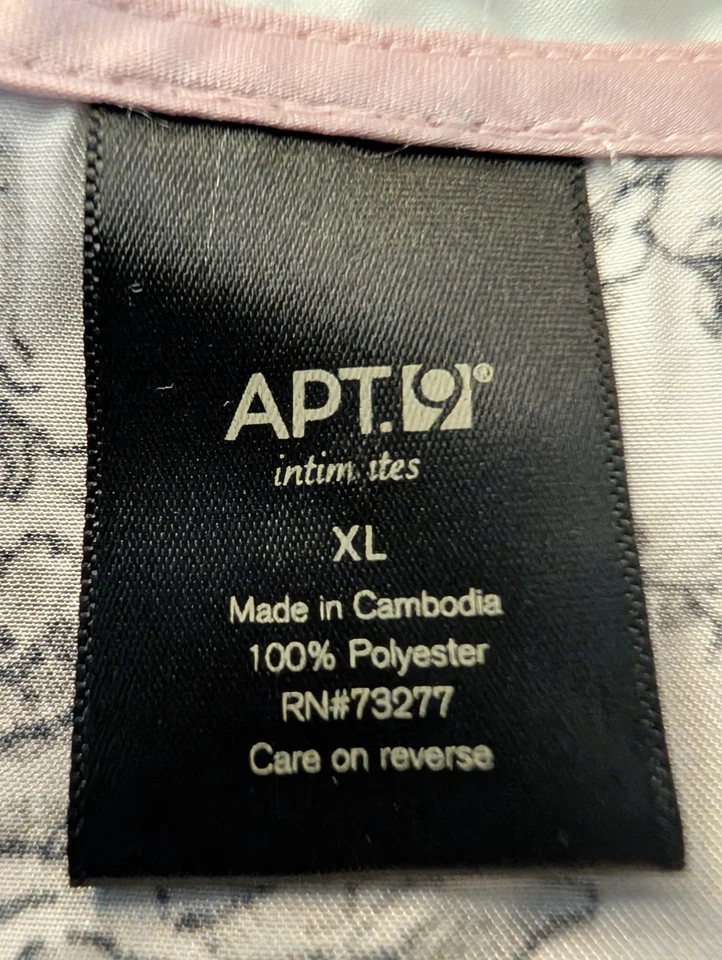 APT.9®
intimates
XL
Made in Cambodia
100% Polyester
RN#73277
Care on reverse